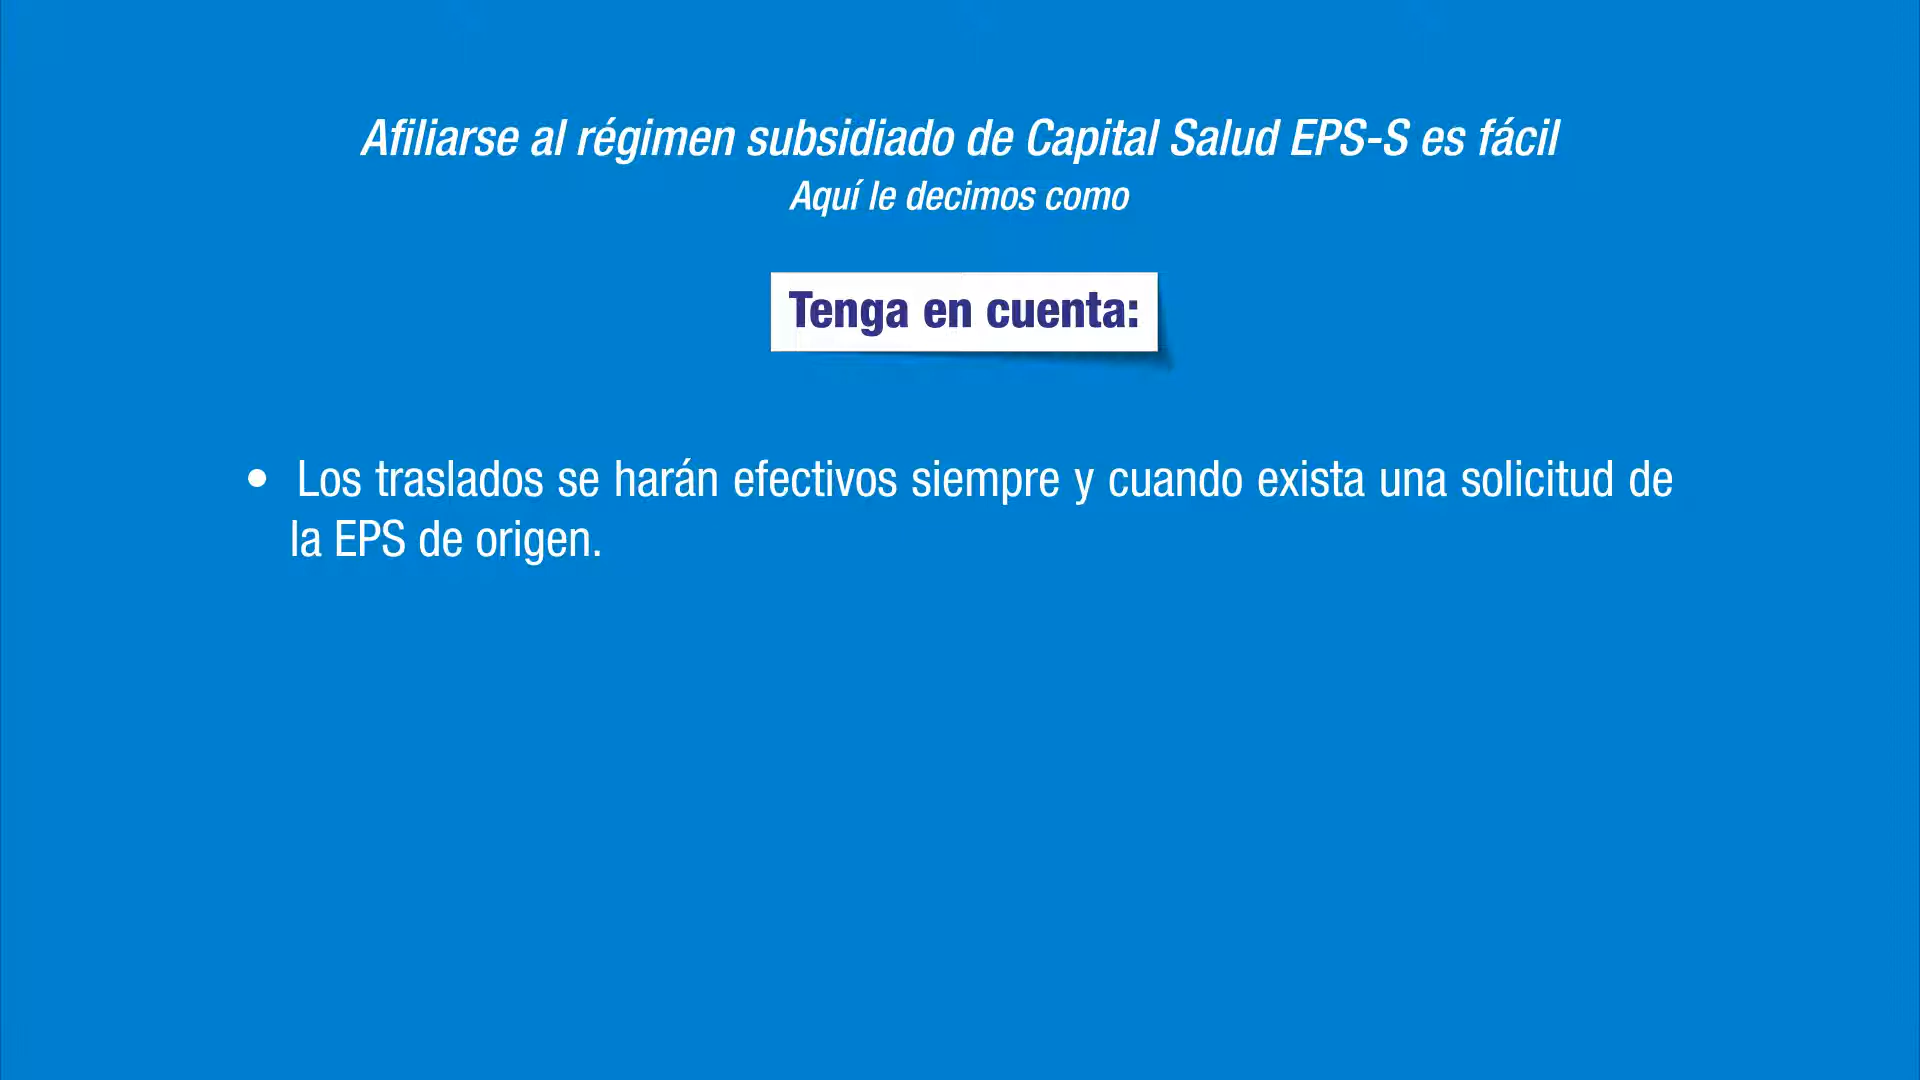 Afiliarse al régimen subsidiado de Capital Salud EPS-S es fácil
Aquí le decimos como
Tenga en cuenta:
• Los traslados se harán efectivos siempre y cuando exista una solicitud de
la EPS de origen.